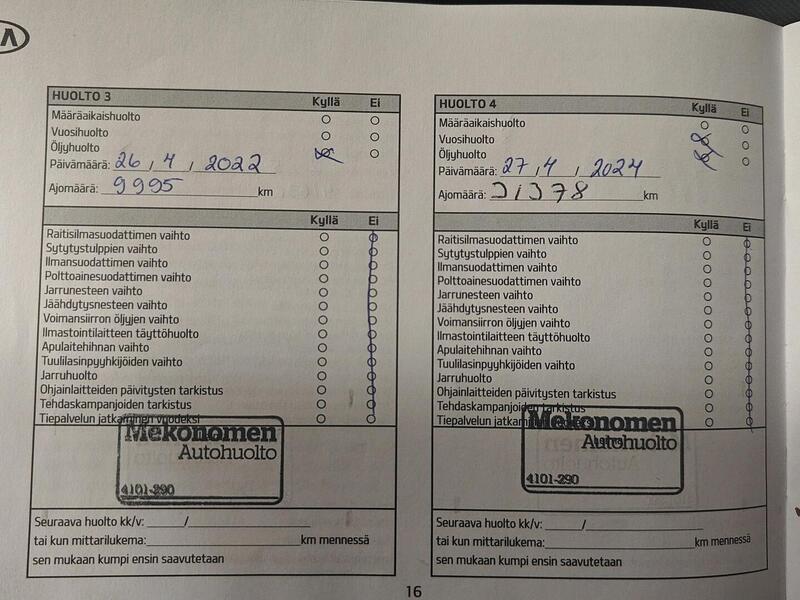 HUOLTO 3 Kyllä Ei
Määräaikaishuolto
Vuosihuolto
Öljyhuolto
Päivämäärä: 26 / 4 / 2022
Ajomäärä: 9995 km
Kyllä Ei
Raitisilmasuodattimen vaihto
Sytytystulppien vaihto
Ilmansuodattimen vaihto
Polttoainesuodattimen vaihto
Jarrunesteen vaihto
Jäähdytysnesteen vaihto
Voimansiirron öljyjen vaihto
Ilmastointilaitteen täyttöhuolto
Apulaitehihnan vaihto
Tuulilasinpyyhkijöiden vaihto
Jarruhuolto
Ohjainlaitteiden päivitysten tarkistus
Tehdaskampanjoiden tarkistus
Tiepalvelun jatkaminen vuodeksi
Mekonomen
Autohuolto
4101-290
Seuraava huolto kk/v: /
tai kun mittarilukema: km mennessä
sen mukaan kumpi ensin saavutetaan
HUOLTO 4 Kyllä Ei
Määräaikaishuolto
Vuosihuolto
Öljyhuolto
Päivämäärä: 27 / 4 / 2024
Ajomäärä: km
Kyllä Ei
Raitisilmasuodattimen vaihto
Sytytystulppien vaihto
Ilmansuodattimen vaihto
Polttoainesuodattimen vaihto
Jarrunesteen vaihto
Jäähdytysnesteen vaihto
Voimansiirron öljyjen vaihto
Ilmastointilaitteen täyttöhuolto
Apulaitehihnan vaihto
Tuulilasinpyyhkijöiden vaihto
Jarruhuolto
Ohjainlaitteiden päivitysten tarkistus
Tehdaskampanjoiden tarkistus
Tiepalvelun
Mekonomen
Autohuolto
4101-290
Seuraava huolto kk/v: /
tai kun mittarilukema: km mennessä
sen mukaan kumpi ensin saavutetaan
16